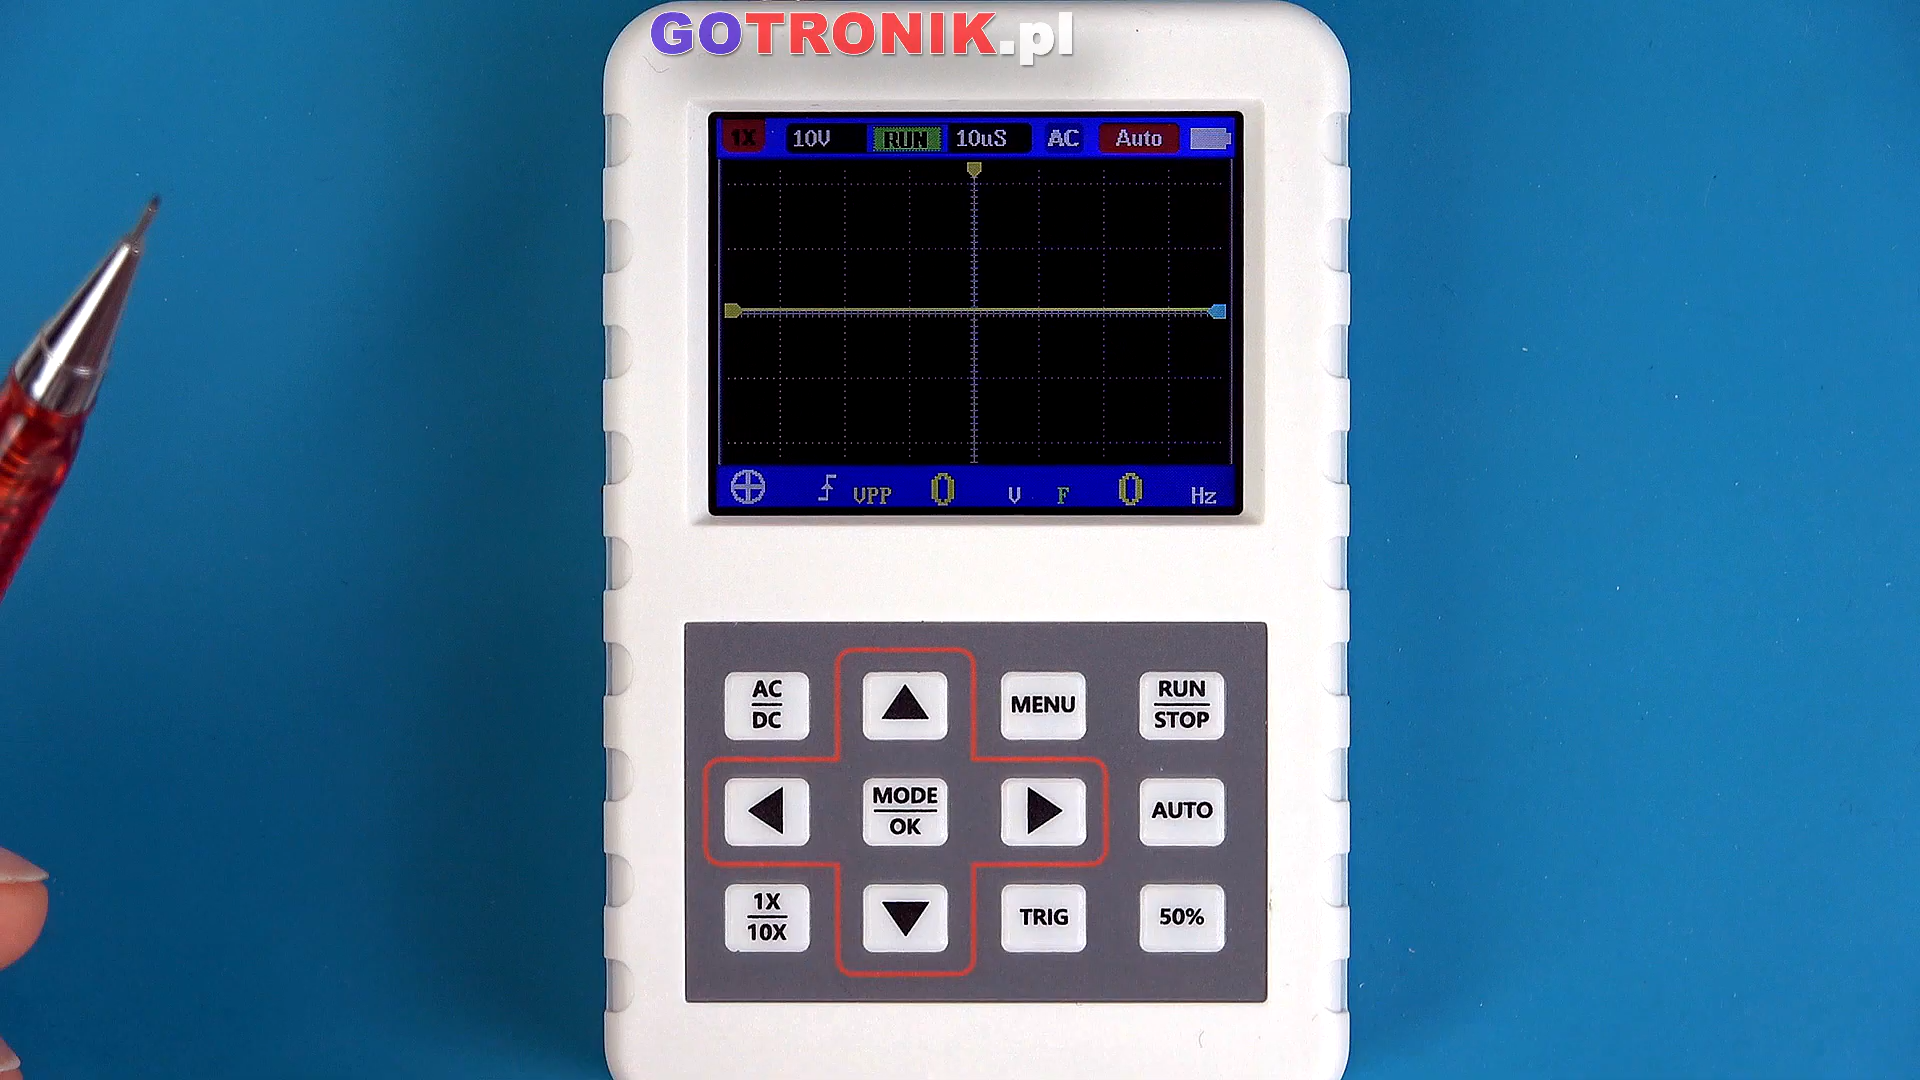 GOTRONIK.pl
1X 10V RUN 10uS AC Auto
VPP 0 V F 0 Hz
AC
DC
MENU
RUN
STOP
MODE
OK
AUTO
1X
10X
TRIG
50%